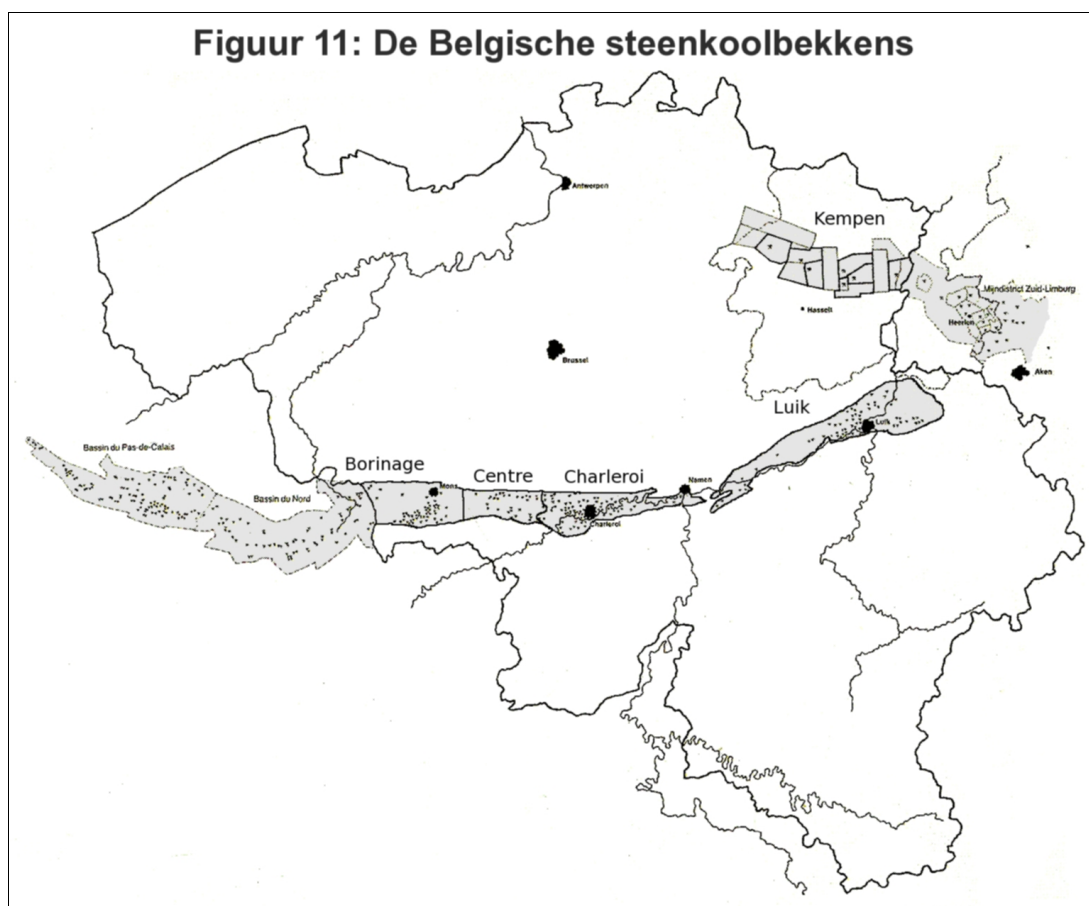 Figuur 11: De Belgische steenkoolbekkens
Antwerpen
Kempen
Mijndistrict Zuid-Limburg
Hasselt
Heerlen
Brussel
Aken
Luik
Luik
Bassin du Pas-de-Calais
Borinage
Centre
Charleroi
Namen
Mons
Bassin du Nord
Charleroi